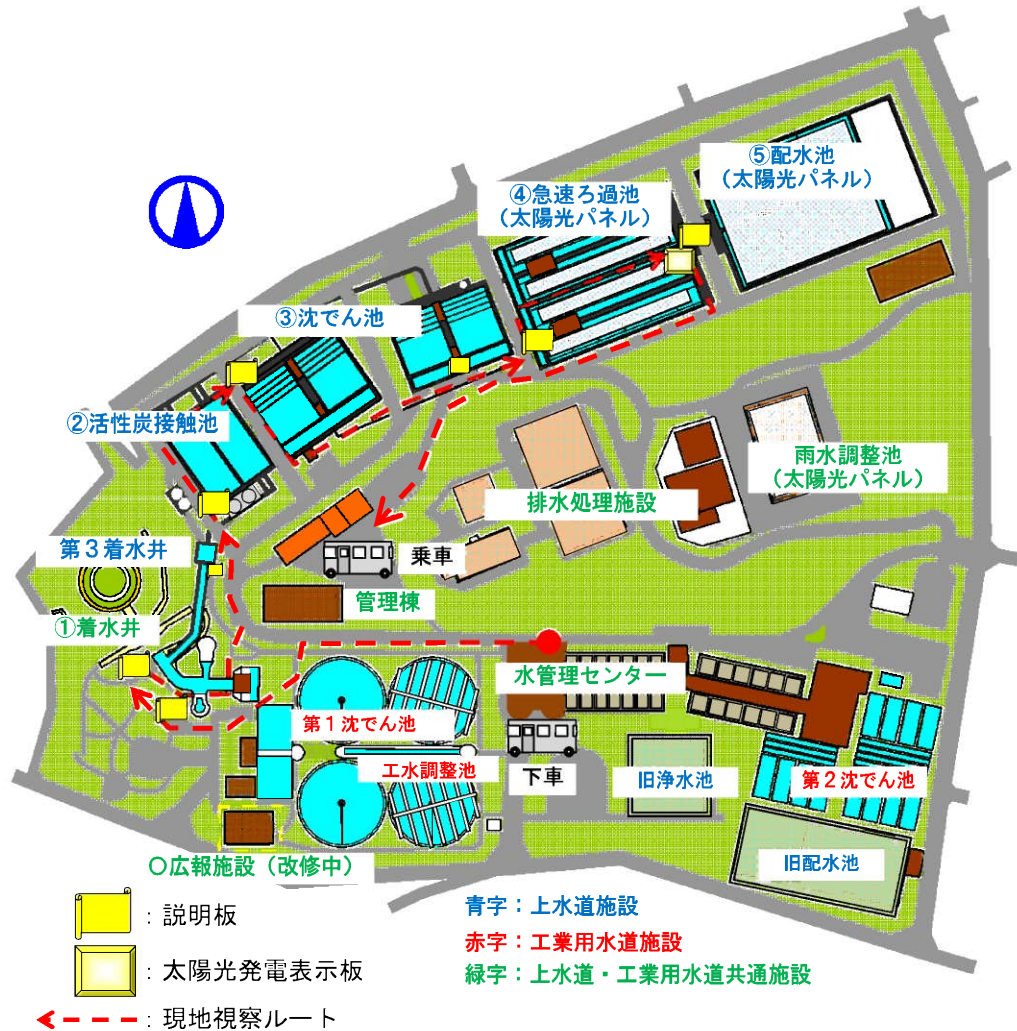 ⑤配水池
（太陽光パネル）
④急速ろ過池
（太陽光パネル）
③沈でん池
②活性炭接触池
雨水調整池
（太陽光パネル）
排水処理施設
第３着水井
乗車
管理棟
①着水井
水管理センター
第１沈でん池
工水調整池
下車
旧浄水池
第２沈でん池
旧配水池
○広報施設（改修中）
：説明板
：太陽光発電表示板
：現地視察ルート
青字：上水道施設
赤字：工業用水道施設
緑字：上水道・工業用水道共通施設